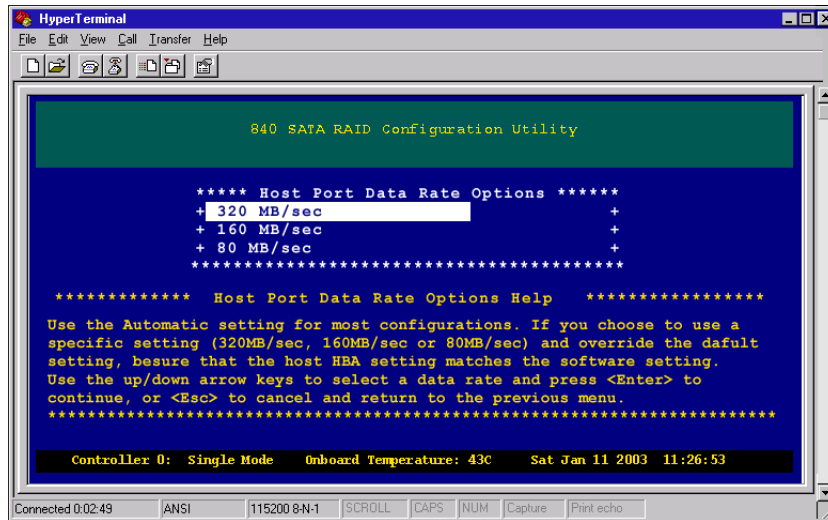 HyperTerminal
File Edit View Call Transfer Help
840 SATA RAID Configuration Utility
***** Host Port Data Rate Options ******
+ 320 MB/sec +
+ 160 MB/sec +
+ 80 MB/sec +
*****************************************
************* Host Port Data Rate Options Help *****************
Use the Automatic setting for most configurations. If you choose to use a
specific setting (320MB/sec, 160MB/sec or 80MB/sec) and override the dafult
setting, besure that the host HBA setting matches the software setting.
Use the up/down arrow keys to select a data rate and press <Enter> to
continue, or <Esc> to cancel and return to the previous menu.
**********************************************************************
Controller 0: Single Mode Onboard Temperature: 43C Sat Jan 11 2003 11:26:53
Connected 0:02:49 ANSI 115200 8-N-1 SCROLL CAPS NUM Capture Print echo